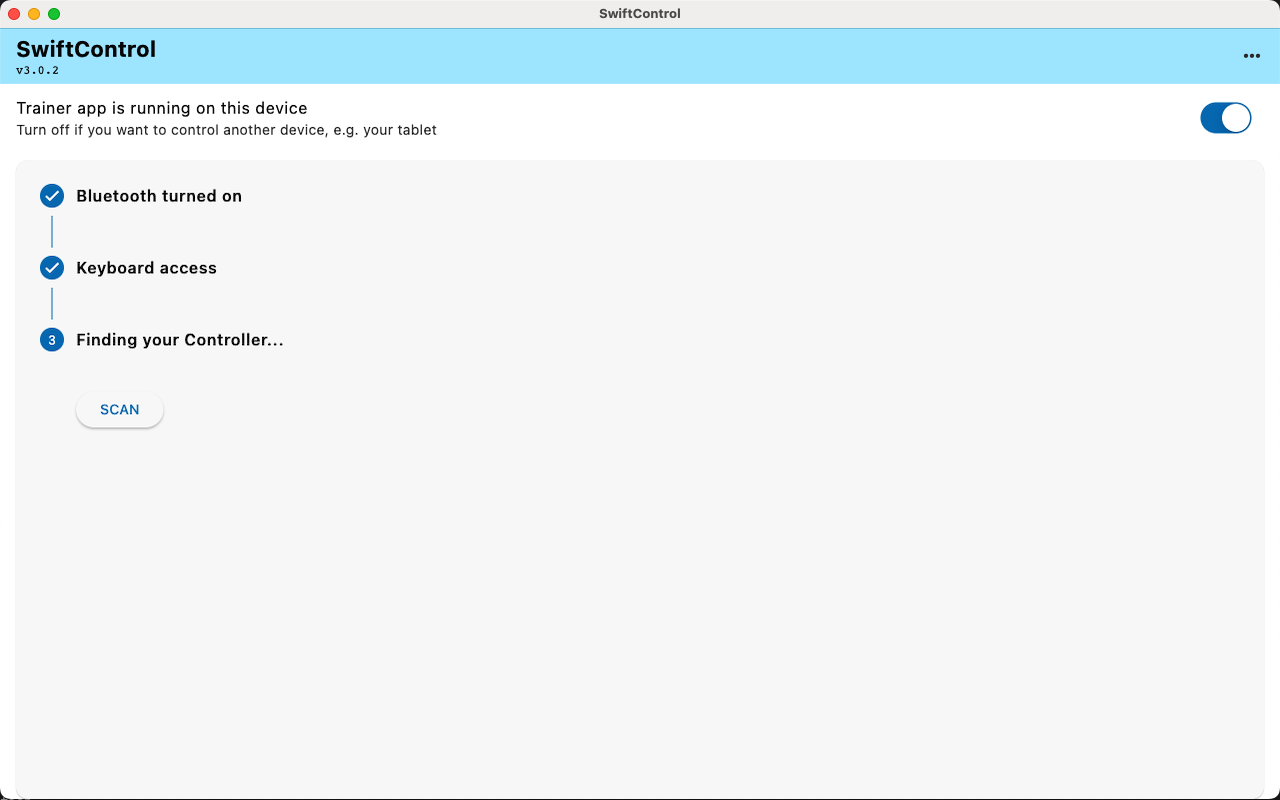 SwiftControl
SwiftControl
v3.0.2
Trainer app is running on this device
Turn off if you want to control another device, e.g. your tablet
Bluetooth turned on
Keyboard access
3 Finding your Controller...
SCAN